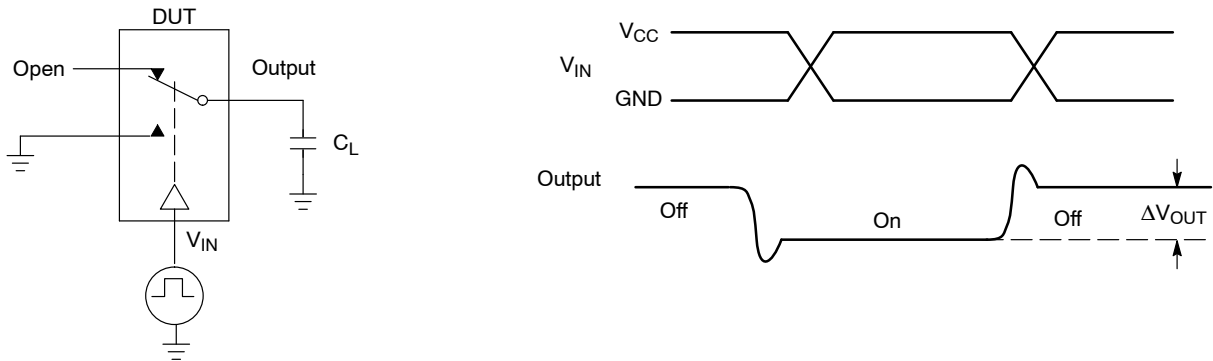 DUT
Open
Output
C_L
V_IN
V_CC
V_IN
GND
Output
Off
On
Off
ΔV_OUT